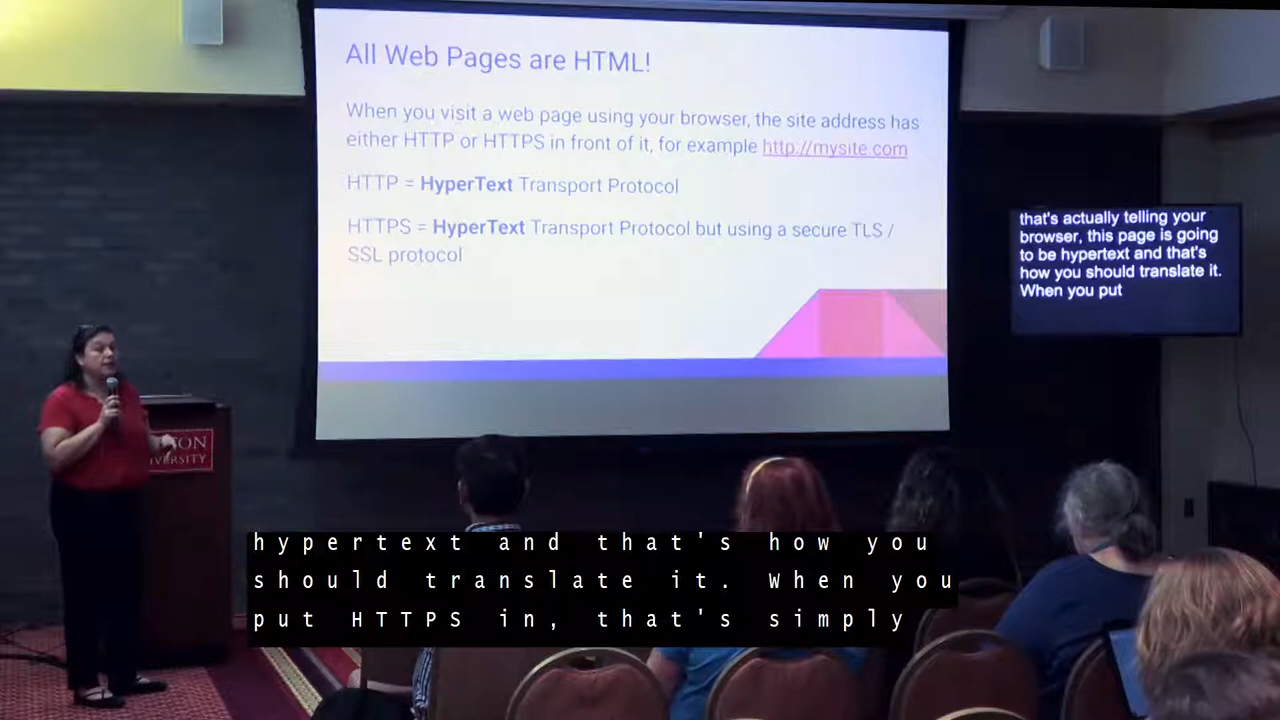 All Web Pages are HTML!
When you visit a web page using your browser, the site address has
either HTTP or HTTPS in front of it, for example http://mysite.com
HTTP = HyperText Transport Protocol
HTTPS = HyperText Transport Protocol but using a secure TLS /
SSL protocol
that's actually telling your
browser, this page is going
to be hypertext and that's
how you should translate it.
When you put
hypertext and that's how you
should translate it. When you
put HTTPS in, that's simply